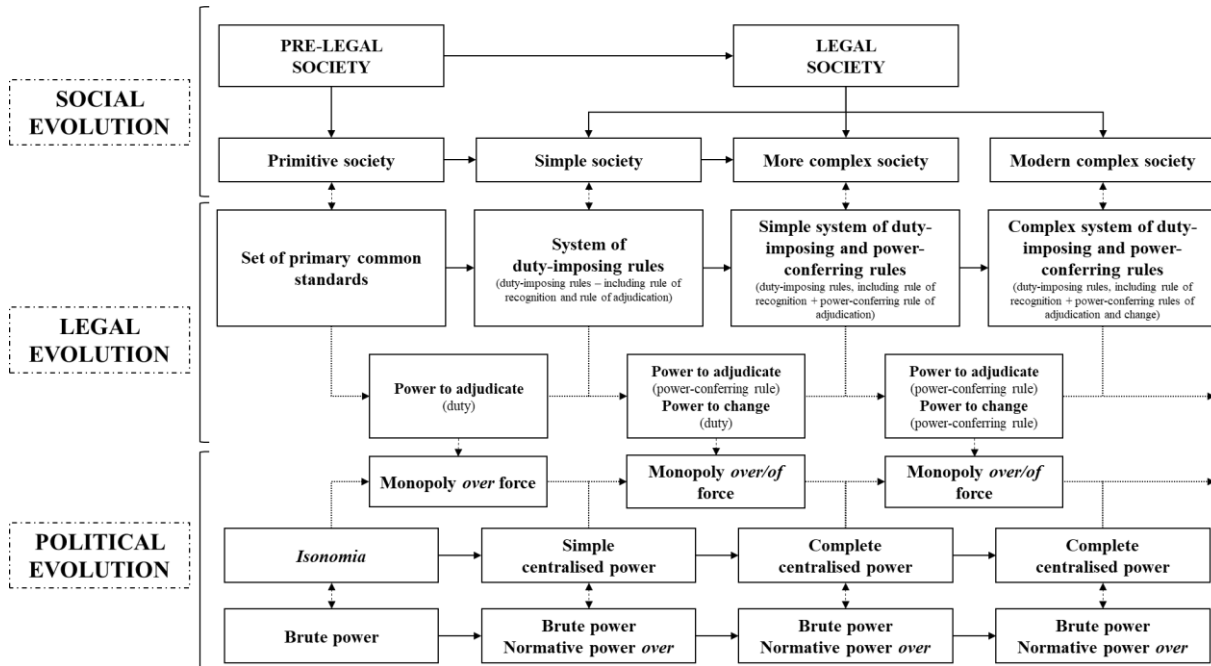 PRE-LEGAL
SOCIETY
LEGAL
SOCIETY
SOCIAL
EVOLUTION
Primitive society
Simple society
More complex society
Modern complex society
Set of primary common
standards
System of
duty-imposing rules
(duty-imposing rules – including rule of
recognition and rule of adjudication)
Simple system of duty-
imposing and power-
conferring rules
(duty-imposing rules, including rule of
recognition + power-conferring rule of
adjudication)
Complex system of duty-
imposing and power-
conferring rules
(duty-imposing rules, including rule of
recognition + power-conferring rules of
adjudication and change)
LEGAL
EVOLUTION
Power to adjudicate
(duty)
Power to adjudicate
(power-conferring rule)
Power to change
(duty)
Power to adjudicate
(power-conferring rule)
Power to change
(power-conferring rule)
Monopoly over force
Monopoly over/of
force
Monopoly over/of
force
POLITICAL
EVOLUTION
Isonomia
Simple
centralised power
Complete
centralised power
Complete
centralised power
Brute power
Brute power
Normative power over
Brute power
Normative power over
Brute power
Normative power over